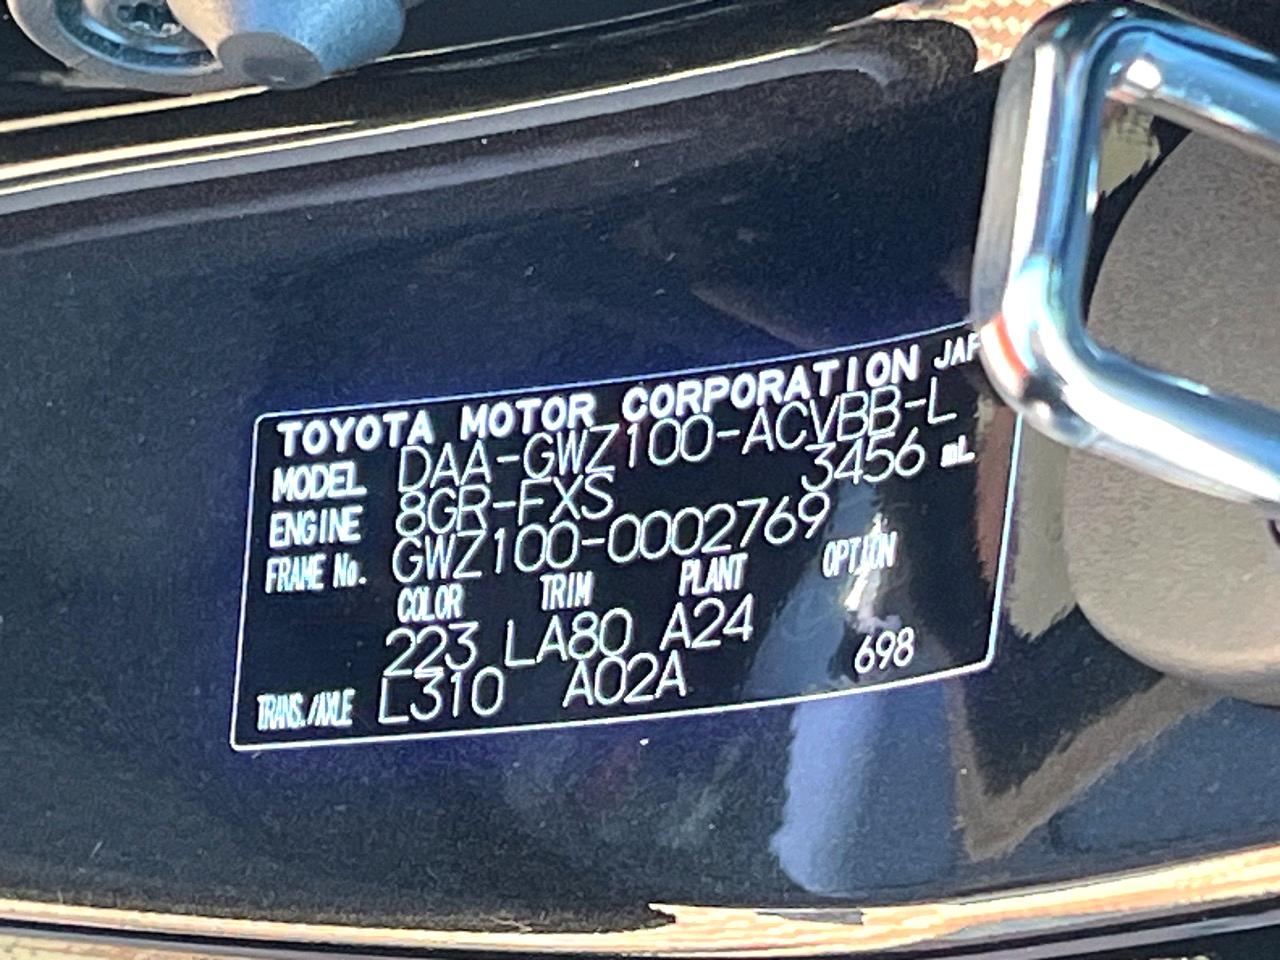 TOYOTA MOTOR CORPORATION JAP
MODEL DAA-GWZ100-ACVBB-L
ENGINE 8GR-FXS 3456 mL
FRAME No. GWZ100-0002769
COLOR TRIM PLANT OPTION
223 LA80 A24
TRANS./AXLE L310 A02A 698